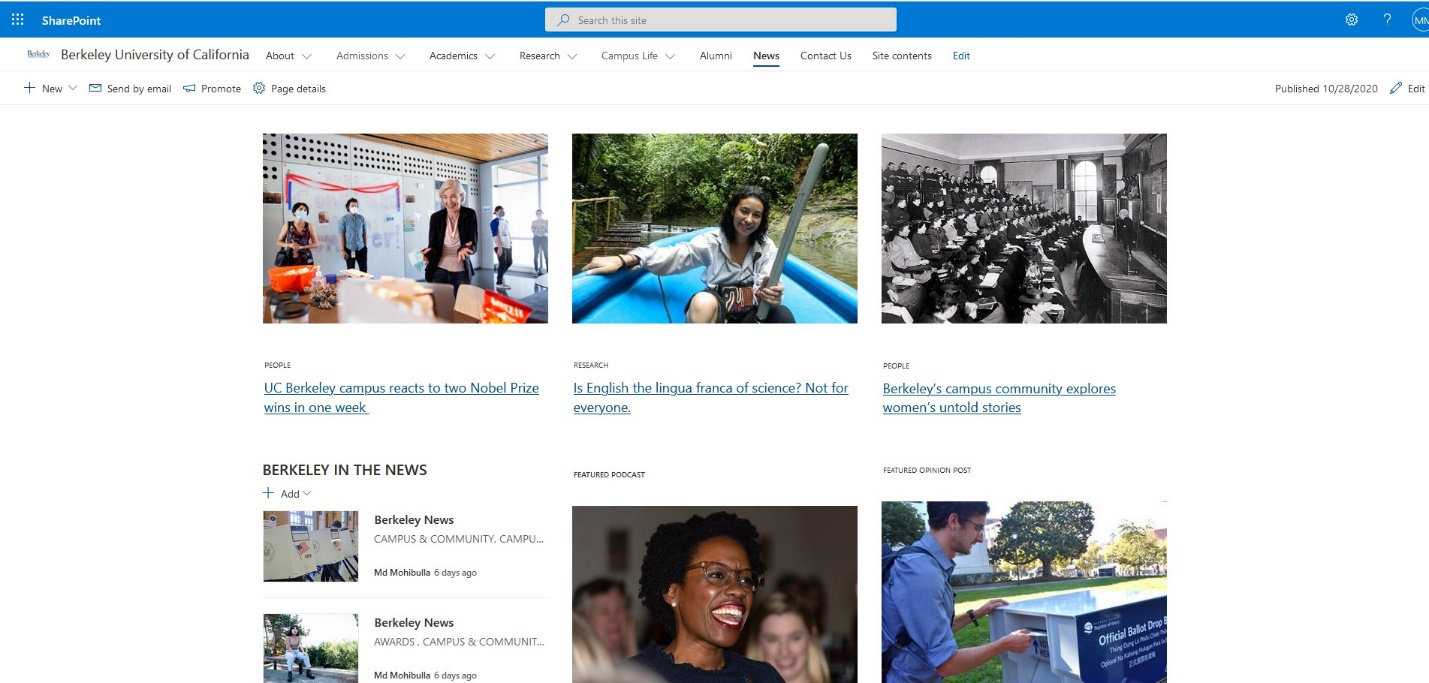 SharePoint
Search this site
MM
Berkeley
Berkeley University of California
About
Admissions
Academics
Research
Campus Life
Alumni
News
Contact Us
Site contents
Edit
New
Send by email
Promote
Page details
Published 10/28/2020
Edit
PEOPLE
UC Berkeley campus reacts to two Nobel Prize
wins in one week
RESEARCH
Is English the lingua franca of science? Not for
everyone.
PEOPLE
Berkeley's campus community explores
women's untold stories
BERKELEY IN THE NEWS
Add
Berkeley News
CAMPUS & COMMUNITY, CAMPU...
Md Mohibulla 6 days ago
Berkeley News
AWARDS , CAMPUS & COMMUNIT...
Md Mohibulla 6 days ago
FEATURED PODCAST
FEATURED OPINION POST
Official Ballot Drop B